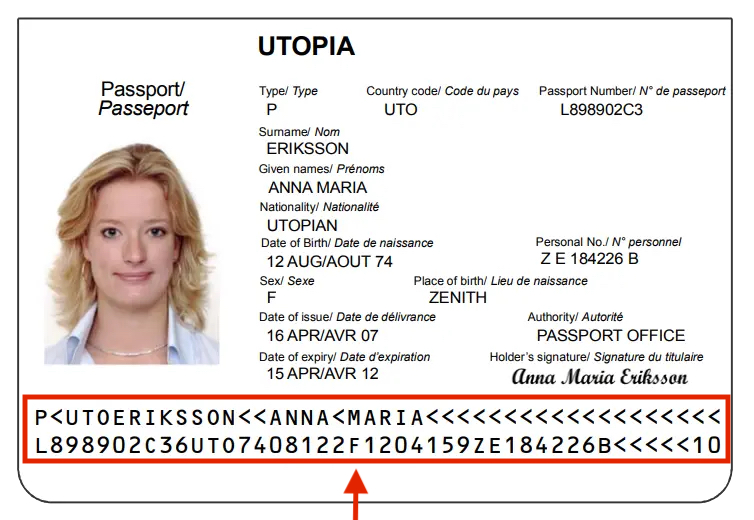 UTOPIA
Passport/
Passeport
Type/ Type Country code/ Code du pays Passport Number/ N° de passeport
P UTO L898902C3
Surname/ Nom
ERIKSSON
Given names/ Prénoms
ANNA MARIA
Nationality/ Nationalité
UTOPIAN
Date of Birth/ Date de naissance Personal No./ N° personnel
12 AUG/AOUT 74 Z E 184226 B
Sex/ Sexe Place of birth/ Lieu de naissance
F ZENITH
Date of issue/ Date de délivrance Authority/ Autorité
16 APR/AVR 07 PASSPORT OFFICE
Date of expiry/ Date d'expiration Holder's signature/ Signature du titulaire
15 APR/AVR 12 Anna Maria Eriksson
P<UTOERIKSSON<<ANNA<MARIA<<<<<<<<<<<<<<<<<<<
L898902C36UTO7408122F1204159ZE184226B<<<<<10